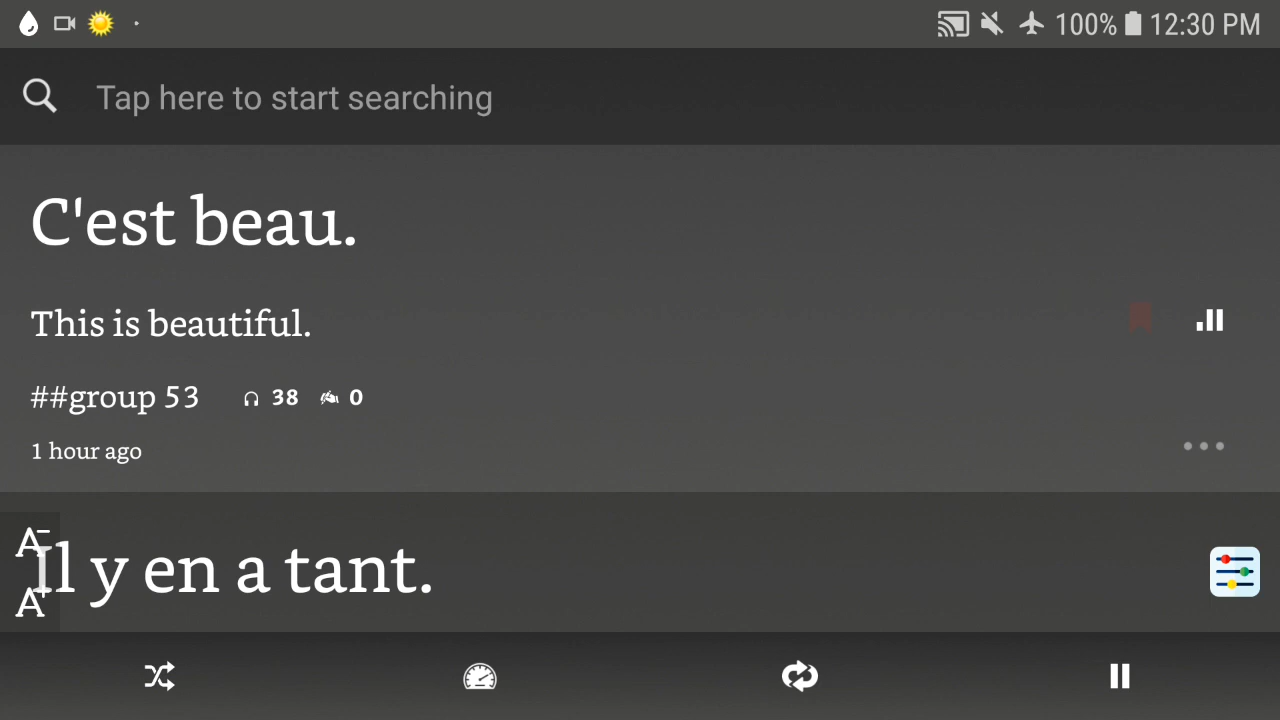 100% 12:30 PM
Tap here to start searching
C'est beau.
This is beautiful.
##group 53 38 0
1 hour ago
A-
Il y en a tant.
A+